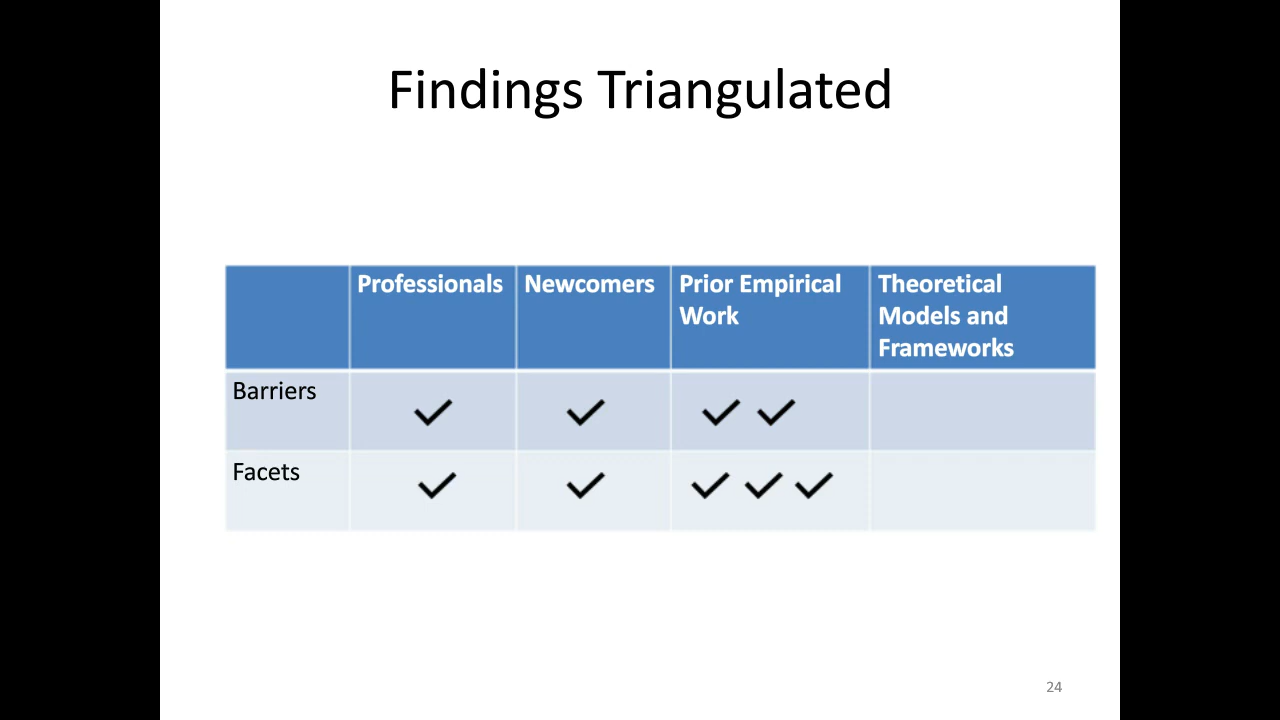 Findings Triangulated
Professionals Newcomers Prior Empirical Work Theoretical Models and Frameworks
Barriers ✓ ✓ ✓ ✓
Facets ✓ ✓ ✓ ✓ ✓
24